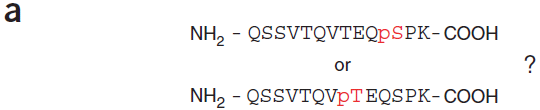 a
NH₂ - QSSVTQVTEQpSPK-COOH
or
?
NH₂ - QSSVTQVpTEQSPK-COOH